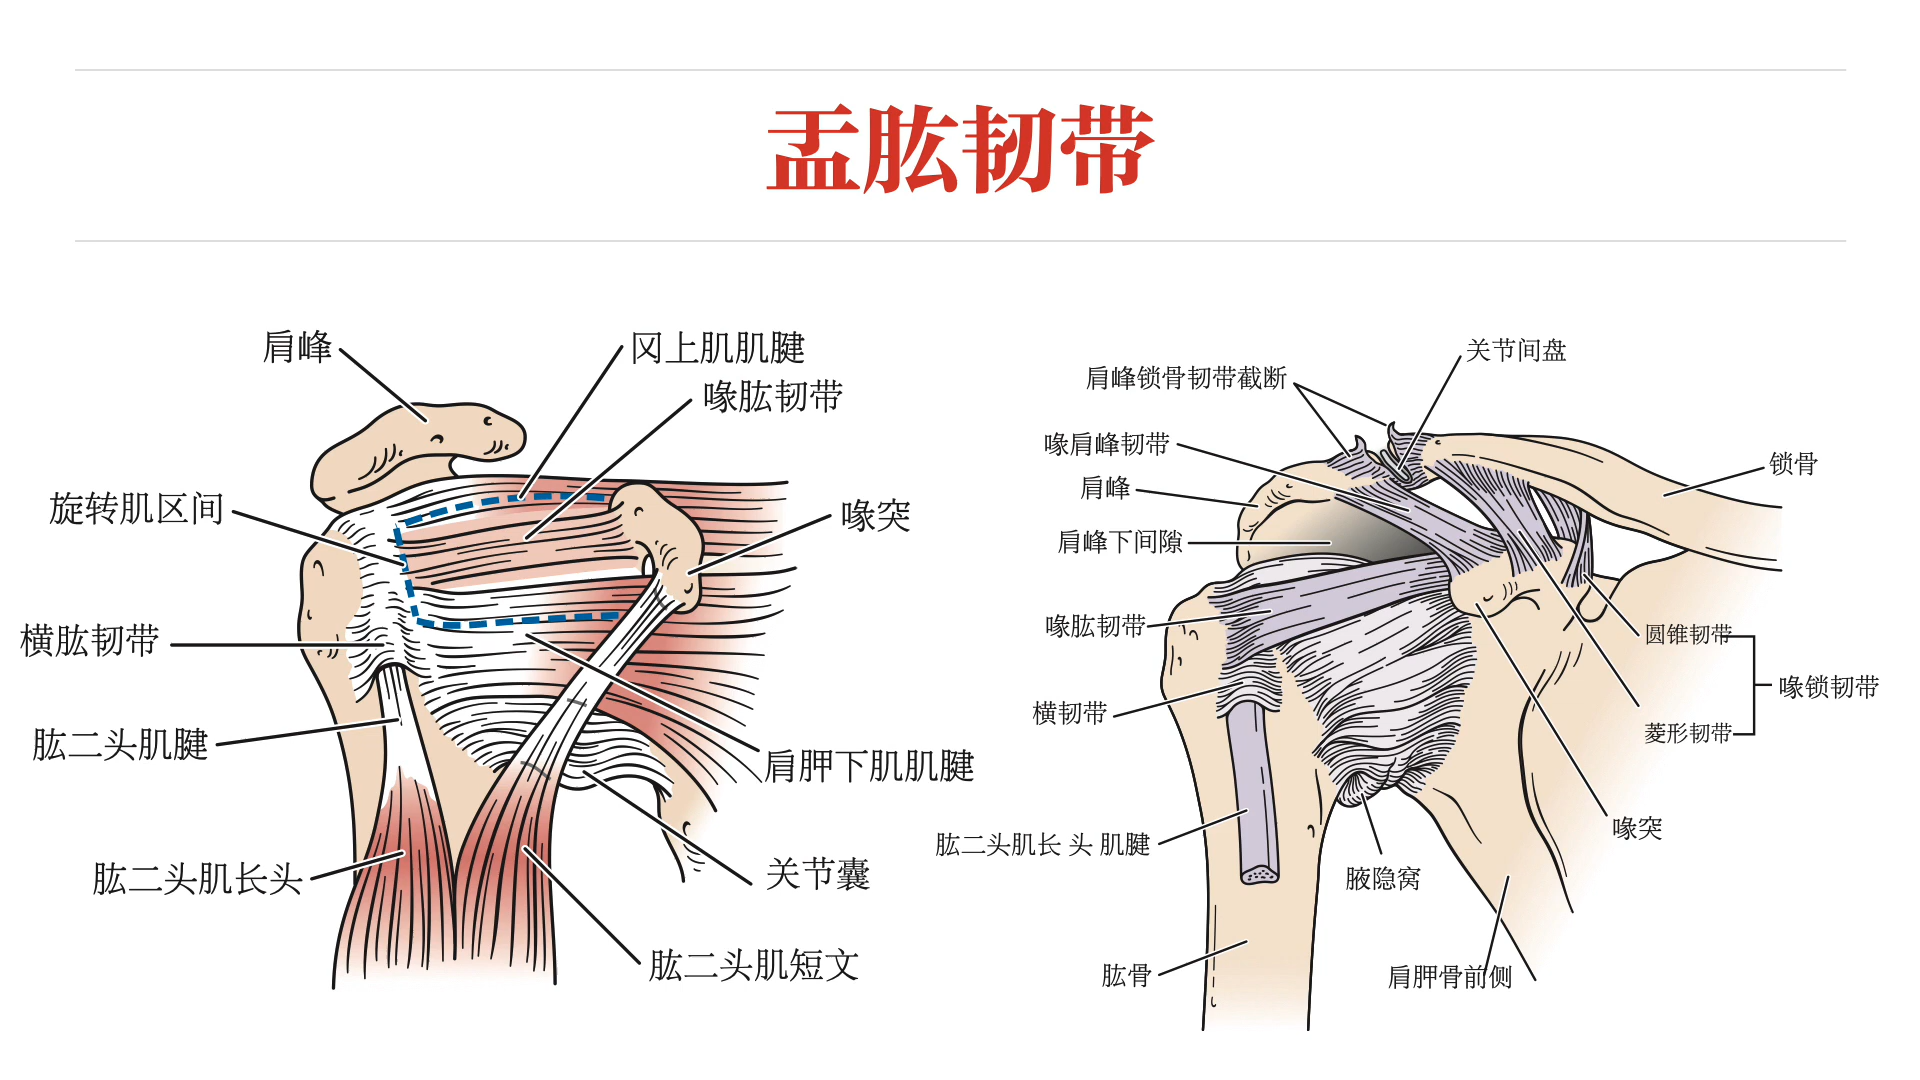 盂肱韧带
肩峰
冈上肌肌腱
喙肱韧带
旋转肌区间
喙突
横肱韧带
肱二头肌腱
肩胛下肌肌腱
肱二头肌长头
关节囊
肱二头肌短文
关节间盘
肩峰锁骨韧带截断
喙肩峰韧带
锁骨
肩峰
肩峰下间隙
喙肱韧带
圆锥韧带
喙锁韧带
横韧带
菱形韧带
喙突
肱二头肌长 头 肌腱
腋隐窝
肱骨
肩胛骨前侧